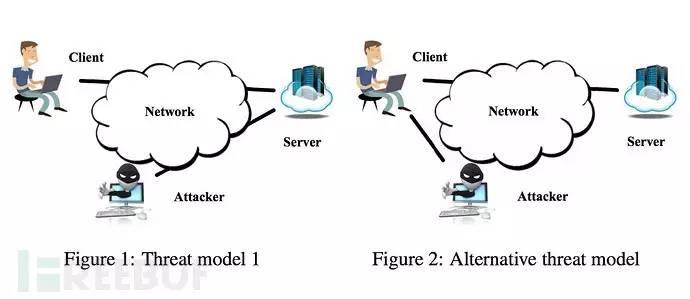 Client
Network
Server
Attacker
Figure 1: Threat model 1
Client
Network
Server
Attacker
Figure 2: Alternative threat model
FREEBUF